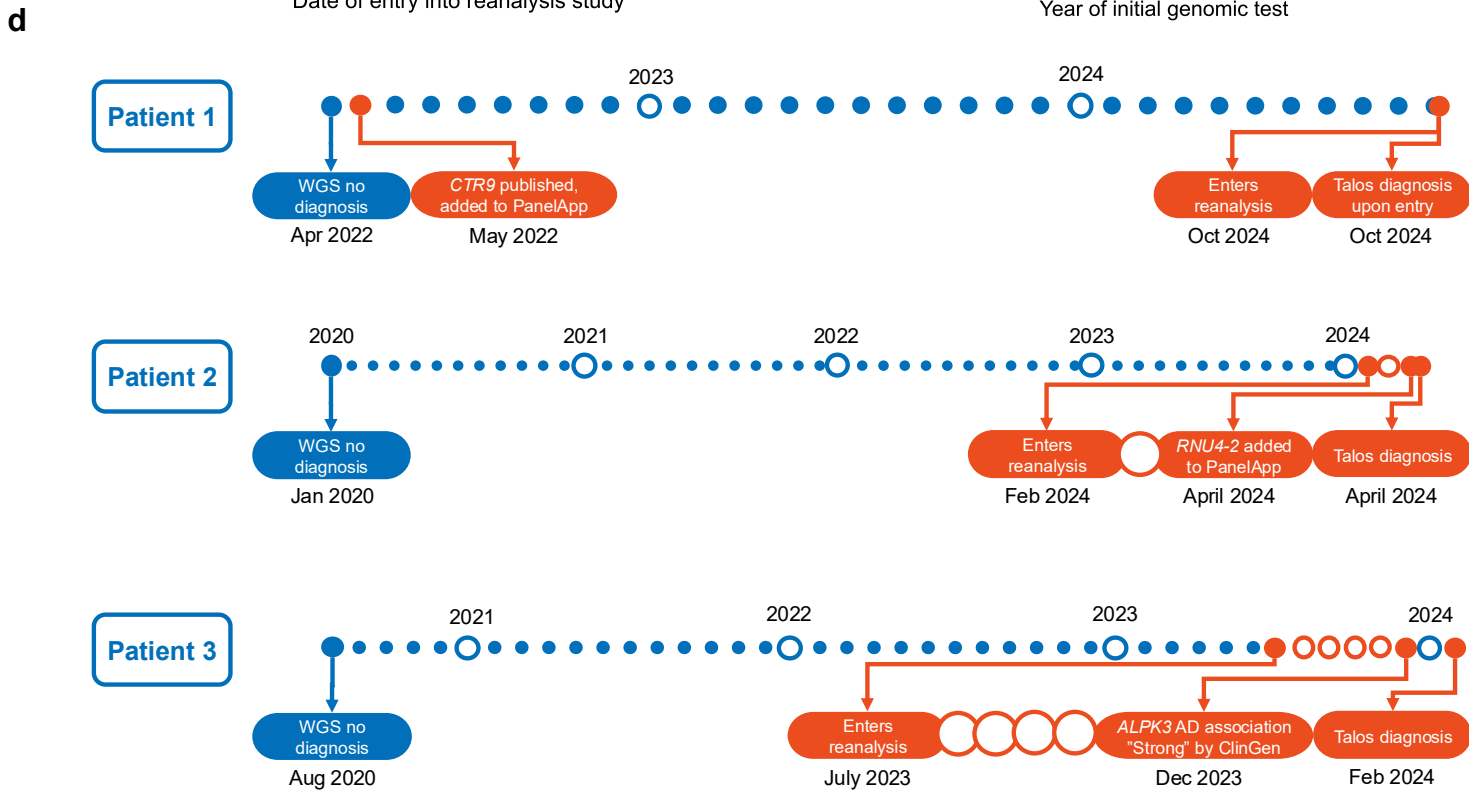 Date of entry into reanalysis study
Year of initial genomic test
d
2023
2024
Patient 1
WGS no
diagnosis
Apr 2022
CTR9 published,
added to PanelApp
May 2022
Enters
reanalysis
Oct 2024
Talos diagnosis
upon entry
Oct 2024
2020
2021
2022
2023
2024
Patient 2
WGS no
diagnosis
Jan 2020
Enters
reanalysis
Feb 2024
RNU4-2 added
to PanelApp
April 2024
Talos diagnosis
April 2024
2021
2022
2023
2024
Patient 3
WGS no
diagnosis
Aug 2020
Enters
reanalysis
July 2023
ALPK3 AD association
”Strong” by ClinGen
Dec 2023
Talos diagnosis
Feb 2024